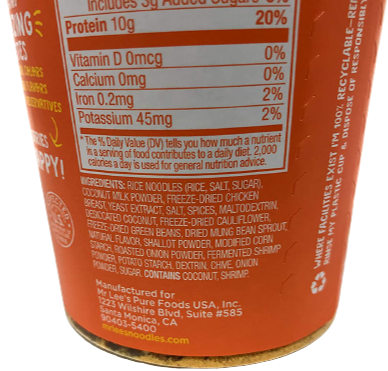 Includes 3g Added Sugars
Protein 10g 20%
Vitamin D 0mcg 0%
Calcium 0mg 0%
Iron 0.2mg 2%
Potassium 45mg 2%
*The % Daily Value (DV) tells you how much a nutrient
in a serving of food contributes to a daily diet. 2,000
calories a day is used for general nutrition advice.
INGREDIENTS: RICE NOODLES (RICE, SALT, SUGAR),
COCONUT MILK POWDER, FREEZE-DRIED CHICKEN
BREAST, YEAST EXTRACT, SALT, SPICES, MALTODEXTRIN,
DESICCATED COCONUT, FREEZE-DRIED CAULIFLOWER,
FREEZE-DRIED GREEN BEANS, DRIED MUNG BEAN SPROUT,
NATURAL FLAVOR, SHALLOT POWDER, MODIFIED CORN
STARCH, ROASTED ONION POWDER, FERMENTED SHRIMP
POWDER, POTATO STARCH, DEXTRIN, CHIVE, ONION
POWDER, SUGAR. CONTAINS COCONUT, SHRIMP.
Manufactured for
Mr Lee's Pure Foods USA, Inc.
1223 Wilshire Blvd, Suite #585
Santa Monica, CA
90403-5400
mrleesnoodles.com
WHERE FACILITIES EXIST I'M 100% RECYCLABLE-
RINSE MY PLASTIC CUP & DISPOSE OF RESPONSIBLY